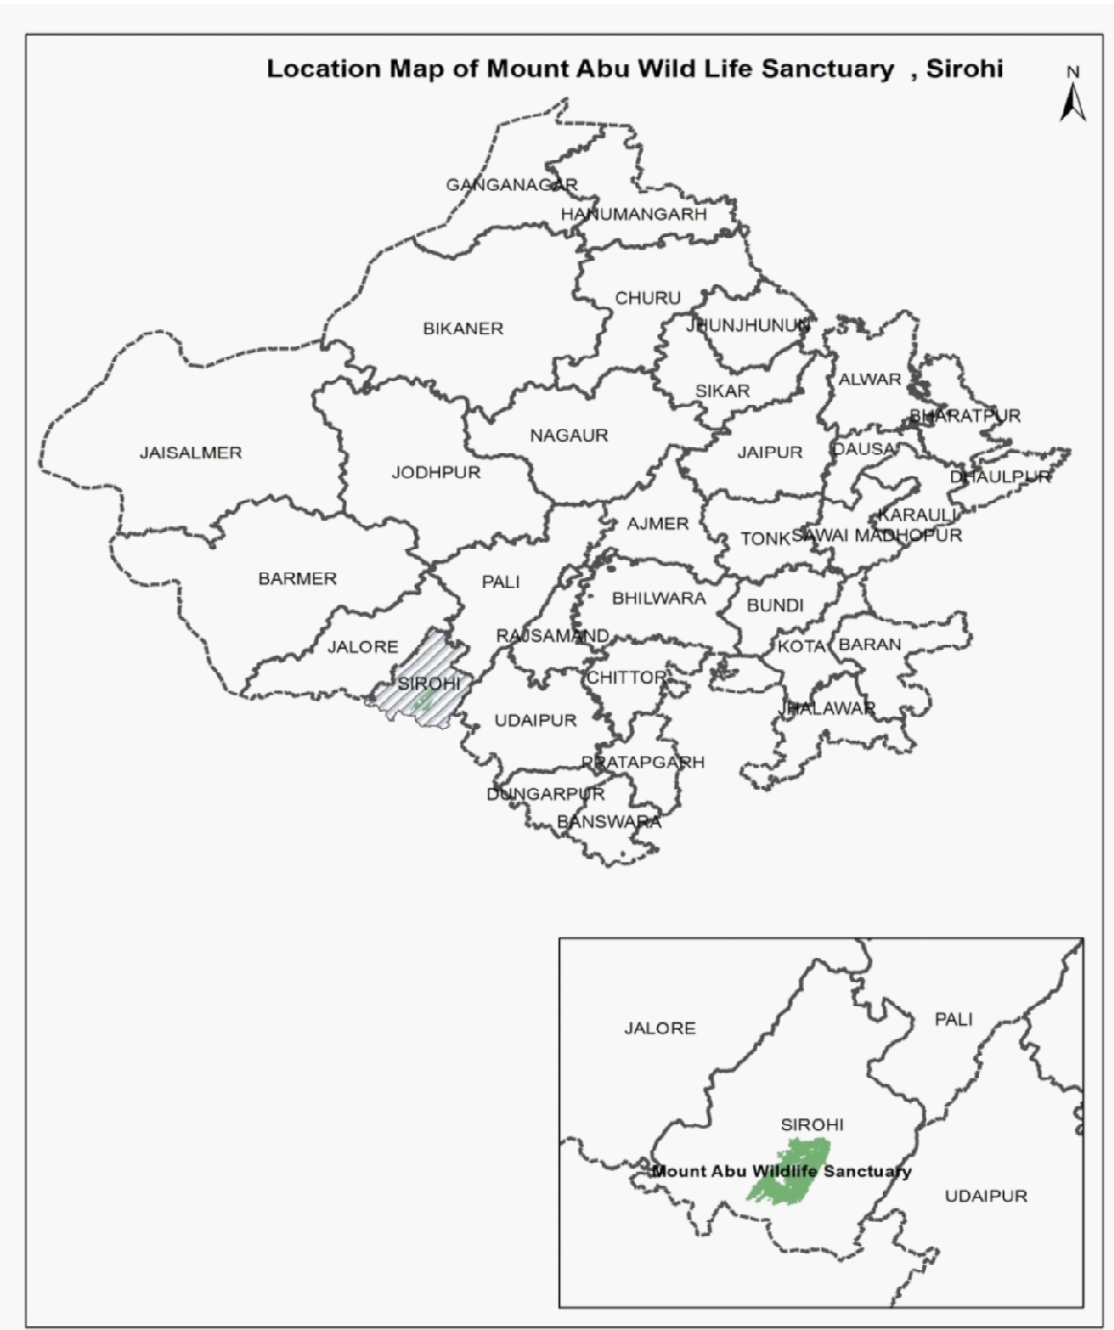 Location Map of Mount Abu Wild Life Sanctuary , Sirohi
N
GANGANAGAR
HANUMANGARH
CHURU
BIKANER
JHUNJHUNUN
SIKAR
ALWAR
BHARATPUR
NAGAUR
JAISALMER
JODHPUR
JAIPUR
DAUSA
DHAULPUR
KARAULI
AJMER
TONK
SAWAI MADHOPUR
BARMER
PALI
BHILWARA
BUNDI
RAJSAMAND
JALORE
KOTA
BARAN
SIROHI
CHITTOR
JHALAWAR
UDAIPUR
PRATAPGARH
DUNGARPUR
BANSWARA
JALORE
PALI
SIROHI
Mount Abu Wildlife Sanctuary
UDAIPUR